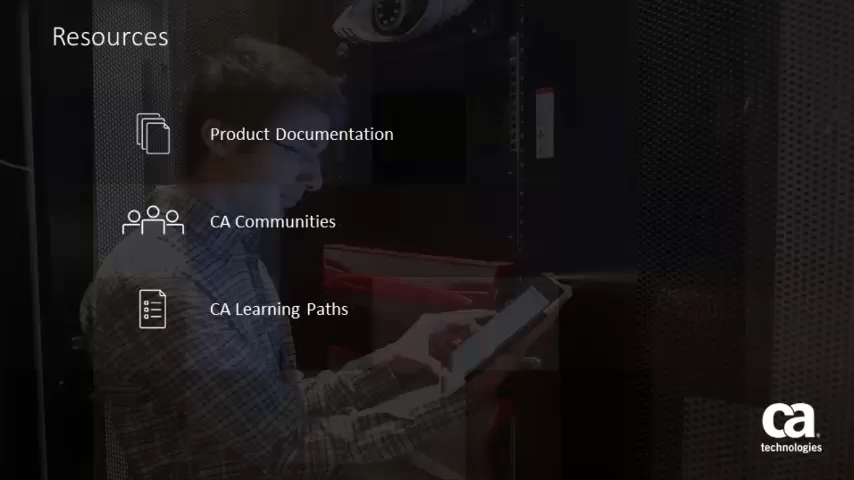 Resources
Product Documentation
CA Communities
CA Learning Paths
ca
technologies